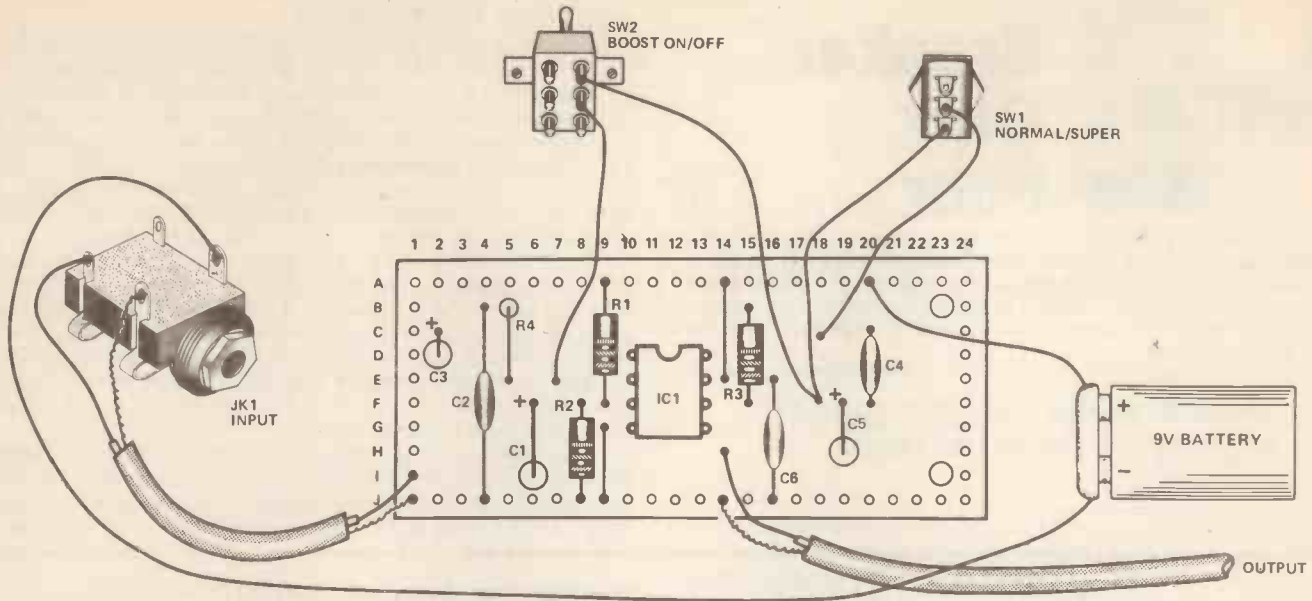 SW2
BOOST ON/OFF
SW1
NORMAL/SUPER
1 2 3 4 5 6 7 8 9 10 11 12 13 14 15 16 17 18 19 20 21 22 23 24
A
B
C
D
E
F
G
H
I
J
R1
+
R4
C3
C2
R2
+
C1
IC1
R3
C4
+
C5
C6
JK1
INPUT
+
9V BATTERY
−
OUTPUT